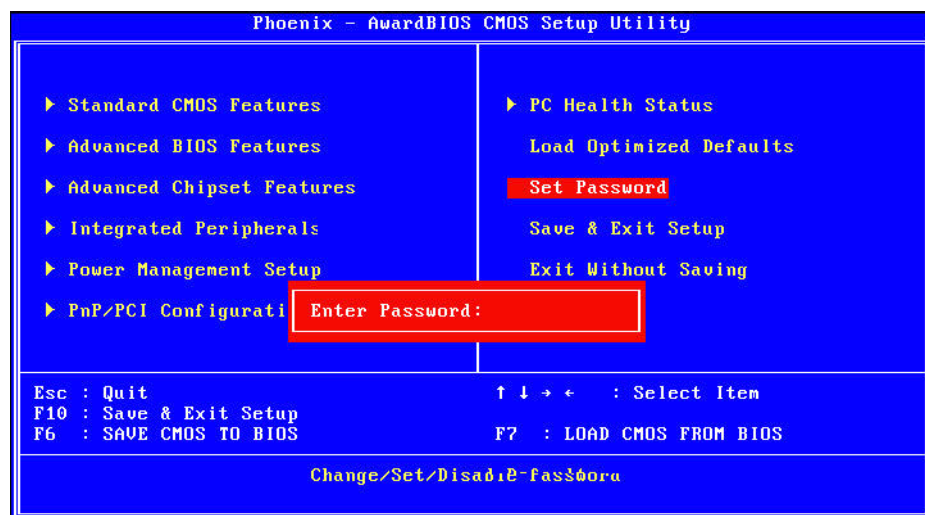 Phoenix - AwardBIOS CMOS Setup Utility
Standard CMOS Features
Advanced BIOS Features
Advanced Chipset Features
Integrated Peripherals
Power Management Setup
PnP/PCI Configurati
PC Health Status
Load Optimized Defaults
Set Password
Save & Exit Setup
Exit Without Saving
Enter Password:
Esc : Quit
F10 : Save & Exit Setup
F6 : SAVE CMOS TO BIOS
↑ ↓ → ← : Select Item
F7 : LOAD CMOS FROM BIOS
Change/Set/